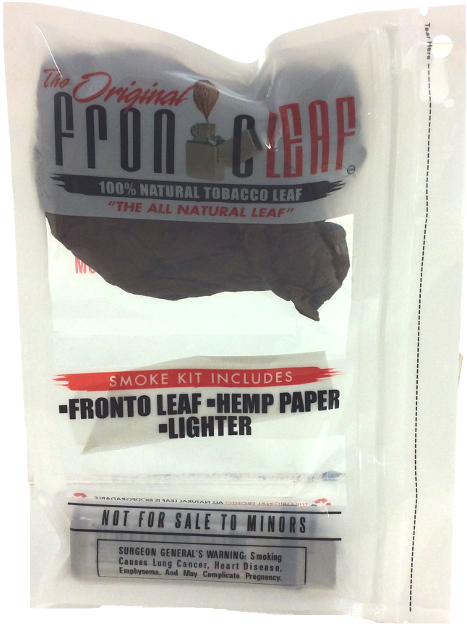 Tear Here
The Original
FRONTO LEAF
100% NATURAL TOBACCO LEAF
"THE ALL NATURAL LEAF"
SMOKE KIT INCLUDES
▪FRONTO LEAF ▪HEMP PAPER
▪LIGHTER
NOT FOR SALE TO MINORS
SURGEON GENERAL'S WARNING: Smoking
Causes Lung Cancer, Heart Disease,
Emphysema, And May Complicate Pregnancy.